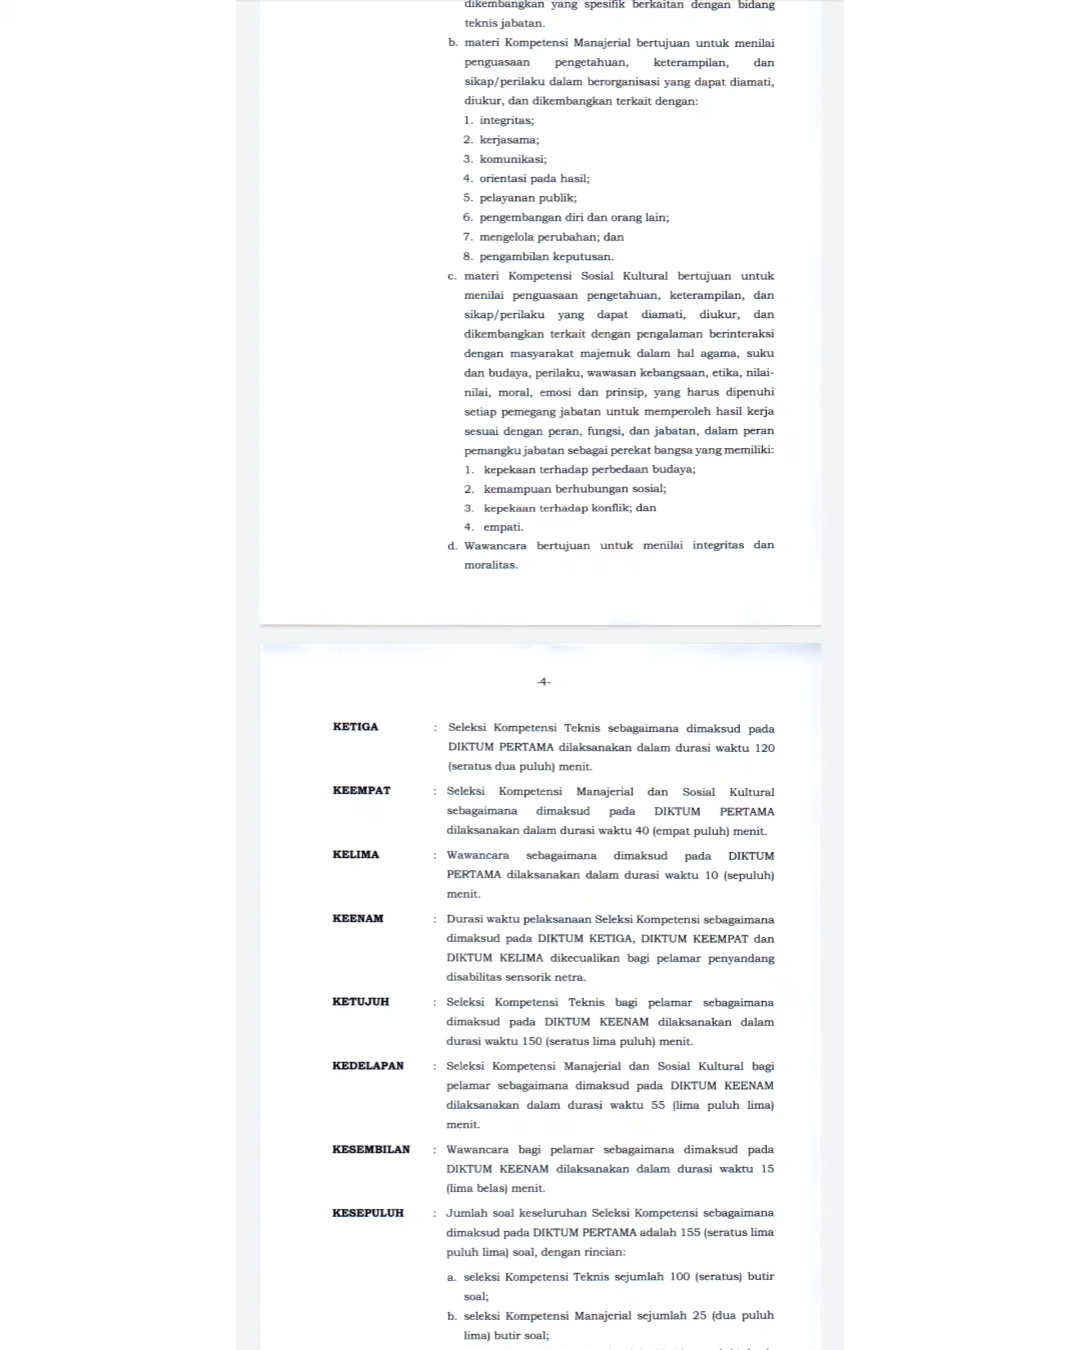 dikembangkan yang spesifik berkaitan dengan bidang
teknis jabatan.
b. materi Kompetensi Manajerial bertujuan untuk menilai
penguasaan pengetahuan, keterampilan, dan
sikap/perilaku dalam berorganisasi yang dapat diamati,
diukur, dan dikembangkan terkait dengan:
1. integritas;
2. kerjasama;
3. komunikasi;
4. orientasi pada hasil;
5. pelayanan publik;
6. pengembangan diri dan orang lain;
7. mengelola perubahan; dan
8. pengambilan keputusan.
c. materi Kompetensi Sosial Kultural bertujuan untuk
menilai penguasaan pengetahuan, keterampilan, dan
sikap/perilaku yang dapat diamati, diukur, dan
dikembangkan terkait dengan pengalaman berinteraksi
dengan masyarakat majemuk dalam hal agama, suku
dan budaya, perilaku, wawasan kebangsaan, etika, nilai-
nilai, moral, emosi dan prinsip, yang harus dipenuhi
setiap pemegang jabatan untuk memperoleh hasil kerja
sesuai dengan peran, fungsi, dan jabatan, dalam peran
pemangku jabatan sebagai perekat bangsa yang memiliki:
1. kepekaan terhadap perbedaan budaya;
2. kemampuan berhubungan sosial;
3. kepekaan terhadap konflik; dan
4. empati.
d. Wawancara bertujuan untuk menilai integritas dan
moralitas.
-4-
KETIGA : Seleksi Kompetensi Teknis sebagaimana dimaksud pada
DIKTUM PERTAMA dilaksanakan dalam durasi waktu 120
(seratus dua puluh) menit.
KEEMPAT : Seleksi Kompetensi Manajerial dan Sosial Kultural
sebagaimana dimaksud pada DIKTUM PERTAMA
dilaksanakan dalam durasi waktu 40 (empat puluh) menit.
KELIMA : Wawancara sebagaimana dimaksud pada DIKTUM
PERTAMA dilaksanakan dalam durasi waktu 10 (sepuluh)
menit.
KEENAM : Durasi waktu pelaksanaan Seleksi Kompetensi sebagaimana
dimaksud pada DIKTUM KETIGA, DIKTUM KEEMPAT dan
DIKTUM KELIMA dikecualikan bagi pelamar penyandang
disabilitas sensorik netra.
KETUJUH : Seleksi Kompetensi Teknis bagi pelamar sebagaimana
dimaksud pada DIKTUM KEENAM dilaksanakan dalam
durasi waktu 150 (seratus lima puluh) menit.
KEDELAPAN : Seleksi Kompetensi Manajerial dan Sosial Kultural bagi
pelamar sebagaimana dimaksud pada DIKTUM KEENAM
dilaksanakan dalam durasi waktu 55 (lima puluh lima)
menit.
KESEMBILAN : Wawancara bagi pelamar sebagaimana dimaksud pada
DIKTUM KEENAM dilaksanakan dalam durasi waktu 15
(lima belas) menit.
KESEPULUH : Jumlah soal keseluruhan Seleksi Kompetensi sebagaimana
dimaksud pada DIKTUM PERTAMA adalah 155 (seratus lima
puluh lima) soal, dengan rincian:
a. seleksi Kompetensi Teknis sejumlah 100 (seratus) butir
soal;
b. seleksi Kompetensi Manajerial sejumlah 25 (dua puluh
lima) butir soal;